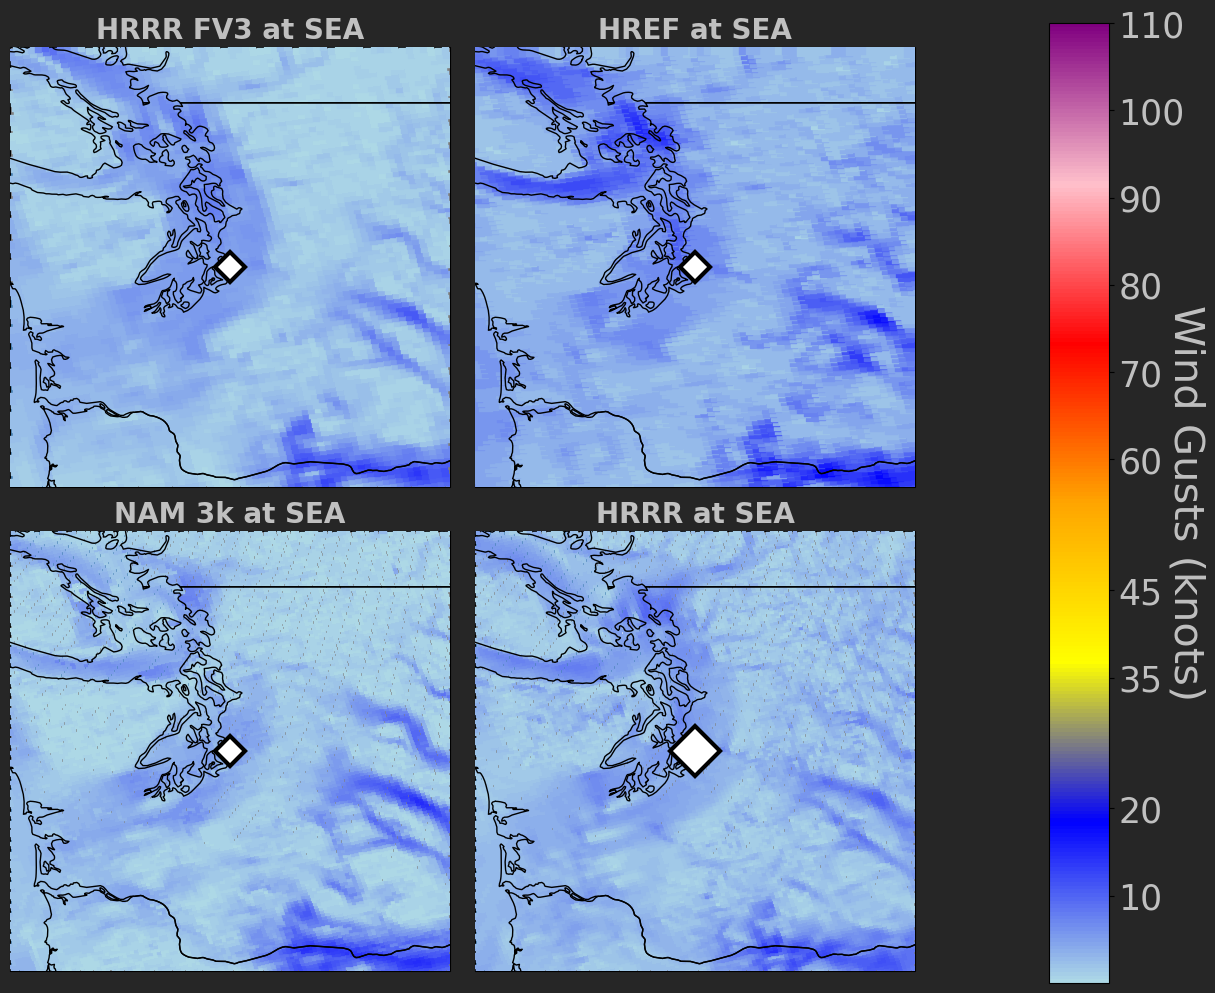 HRRR FV3 at SEA
HREF at SEA
NAM 3k at SEA
HRRR at SEA
110
100
90
80
70
60
45
35
20
10
Wind Gusts (knots)